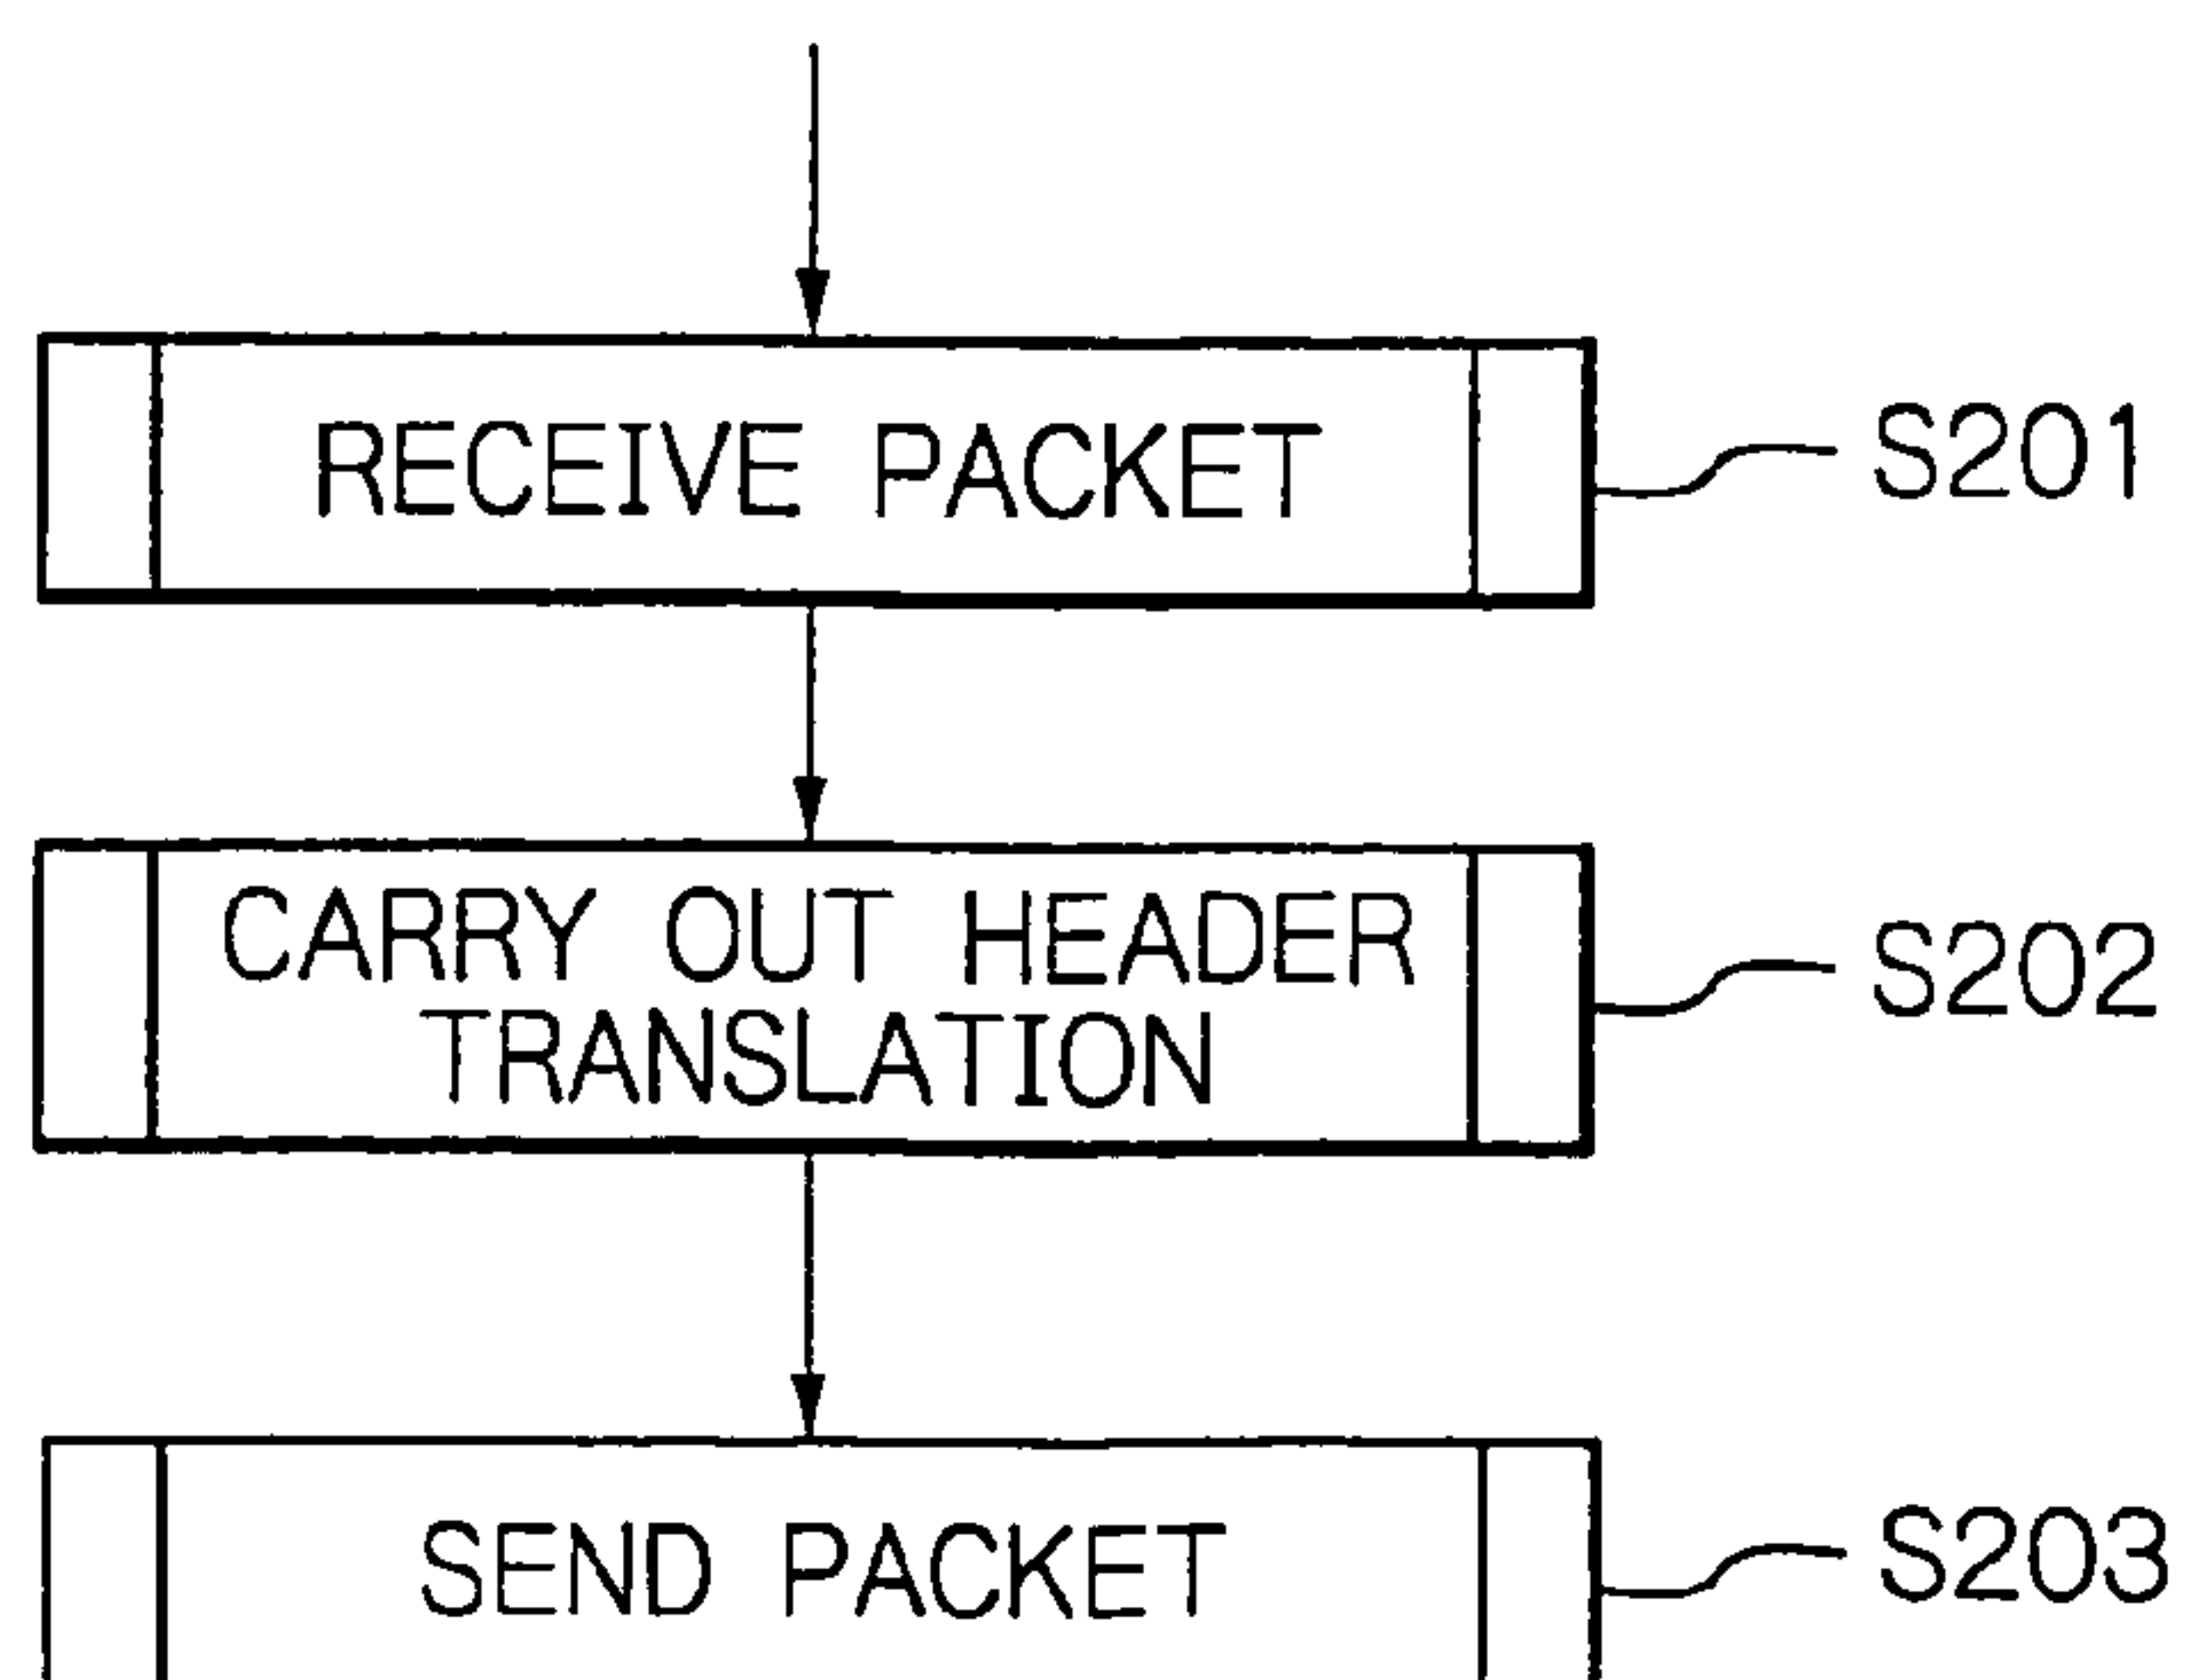 RECEIVE PACKET
S201
CARRY OUT HEADER
TRANSLATION
S202
SEND PACKET
S203